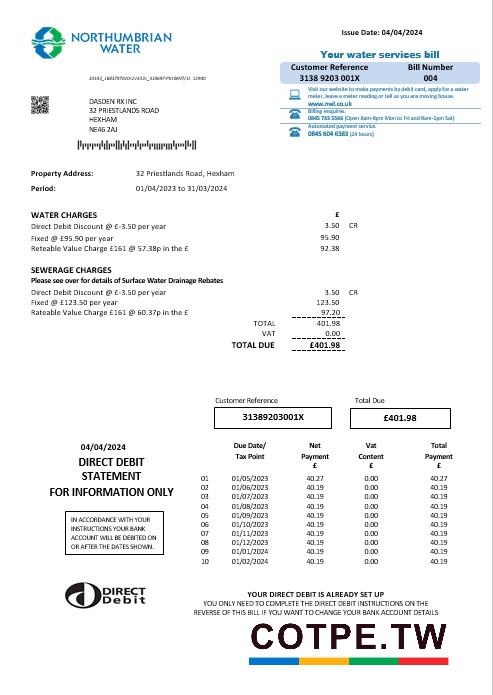 NORTHUMBRIAN
WATER
Issue Date: 04/04/2024
Your water services bill
Customer Reference Bill Number
3138 9203 001X 004
Visit our website to make payments by debit card, apply for a water
meter, leave a meter reading or tell us you are moving house.
www.nwl.co.uk
Billing enquires.
0845 733 5566 (Open 8am-8pm Mon to Fri and 8am-1pm Sat)
Automated payment service.
0845 604 6383 (24 hours)
DASDEN RX INC
32 PRIESTLANDS ROAD
HEXHAM
NE46 2AJ
Property Address: 32 Priestlands Road, Hexham
Period: 01/04/2023 to 31/03/2024
WATER CHARGES £
Direct Debit Discount @ £-3.50 per year 3.50 CR
Fixed @ £95.90 per year 95.90
Rateable Value Charge £161 @ 57.38p in the £ 92.38
SEWERAGE CHARGES
Please see over for details of Surface Water Drainage Rebates
Direct Debit Discount @ £-3.50 per year 3.50 CR
Fixed @ £123.50 per year 123.50
Rateable Value Charge £161 @ 60.37p in the £ 97.20
TOTAL 401.98
VAT 0.00
TOTAL DUE £401.98
Customer Reference Total Due
31389203001X £401.98
04/04/2024
DIRECT DEBIT
STATEMENT
FOR INFORMATION ONLY
IN ACCORDANCE WITH YOUR
INSTRUCTIONS YOUR BANK
ACCOUNT WILL BE DEBITED ON
OR AFTER THE DATES SHOWN.
Due Date/ Net Vat Total
Tax Point Payment Content Payment
£ £ £
01 01/05/2023 40.27 0.00 40.27
02 01/06/2023 40.19 0.00 40.19
03 01/07/2023 40.19 0.00 40.19
04 01/08/2023 40.19 0.00 40.19
05 01/09/2023 40.19 0.00 40.19
06 01/10/2023 40.19 0.00 40.19
07 01/11/2023 40.19 0.00 40.19
08 01/12/2023 40.19 0.00 40.19
09 01/01/2024 40.19 0.00 40.19
10 01/02/2024 40.19 0.00 40.19
DIRECT
Debit
YOUR DIRECT DEBIT IS ALREADY SET UP
YOU ONLY NEED TO COMPLETE THE DIRECT DEBIT INSTRUCTIONS ON THE
REVERSE OF THIS BILL IF YOU WANT TO CHANGE YOUR BANK ACCOUNT DETAILS
COTPE.TW